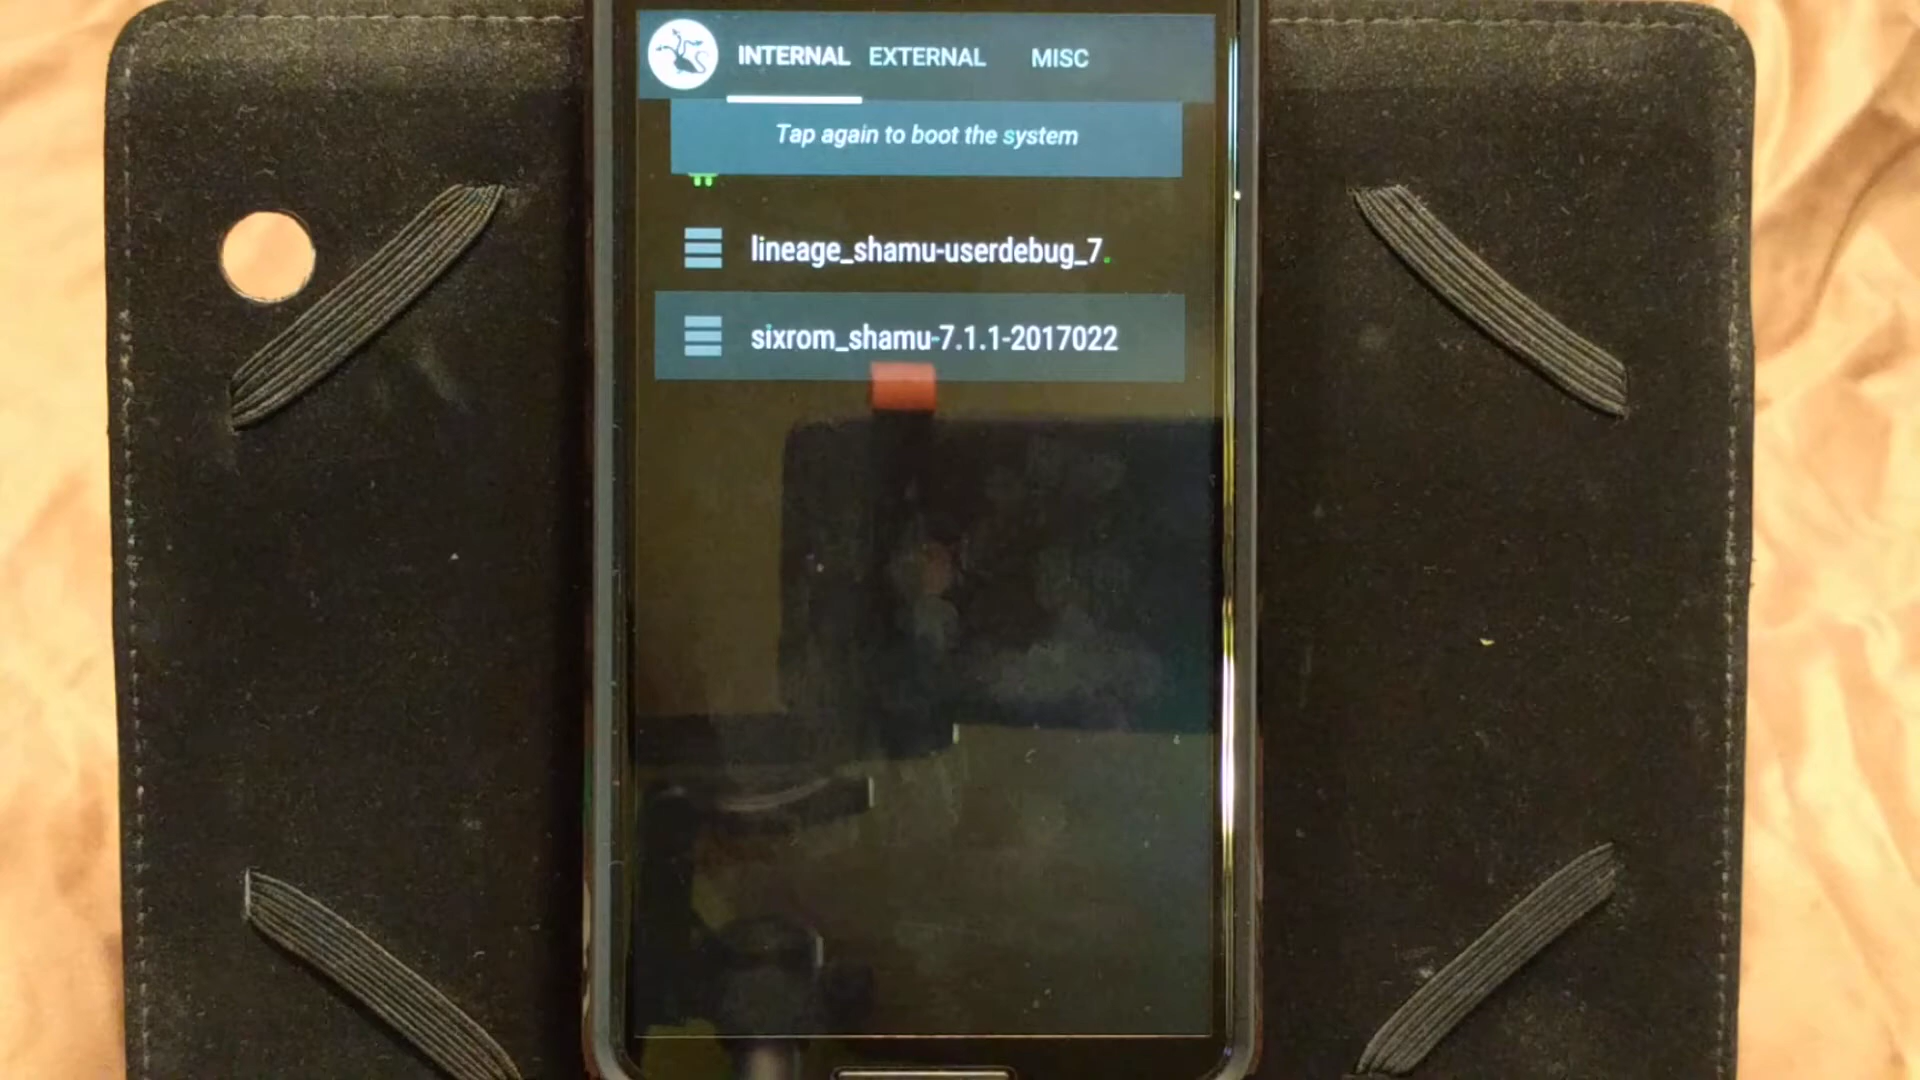 INTERNAL EXTERNAL MISC
Tap again to boot the system
lineage_shamu-userdebug_7.
sixrom_shamu-7.1.1-2017022